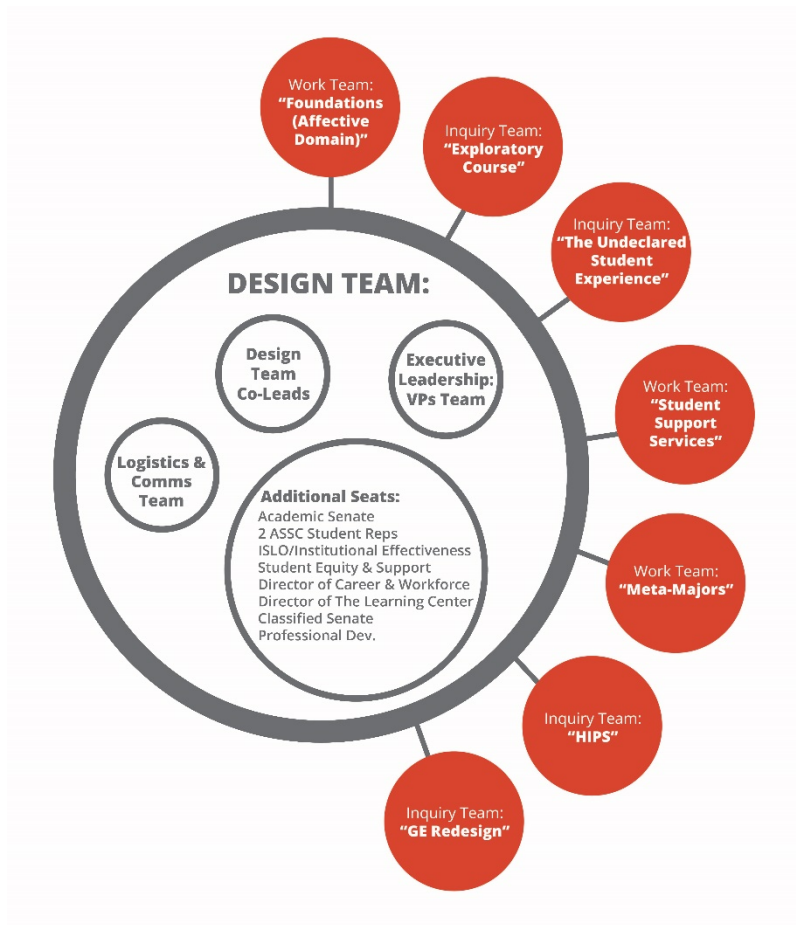 Work Team:
“Foundations
(Affective
Domain)”
Inquiry Team:
“Exploratory
Course”
Inquiry Team:
“The Undeclared
Student
Experience”
DESIGN TEAM:
Design
Team
Co-Leads
Executive
Leadership:
VPs Team
Logistics &
Comms
Team
Additional Seats:
Academic Senate
2 ASSC Student Reps
ISLO/Institutional Effectiveness
Student Equity & Support
Director of Career & Workforce
Director of The Learning Center
Classified Senate
Professional Dev.
Work Team:
“Student
Support
Services”
Work Team:
“Meta-Majors”
Inquiry Team:
“HIPS”
Inquiry Team:
“GE Redesign”